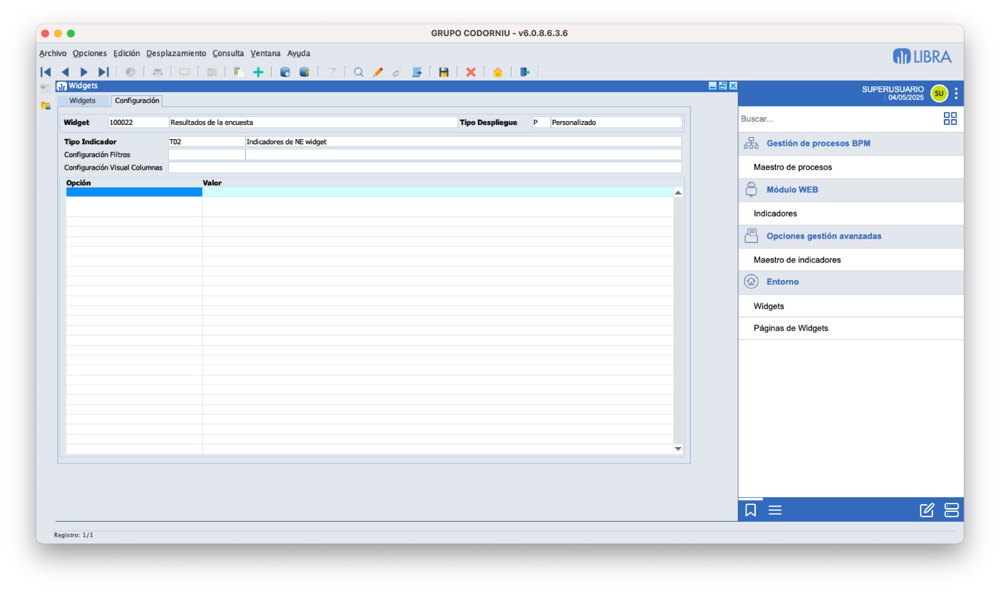 GRUPO CODORNIU - v6.0.8.6.3.6
Archivo Opciones Edición Desplazamiento Consulta Ventana Ayuda
LIBRA
Widgets
SUPERUSUARIO
04/05/2025
SU
Widgets Configuración
Widget 100022 Resultados de la encuesta Tipo Despliegue P Personalizado
Tipo Indicador T02 Indicadores de NE widget
Configuración Filtros
Configuración Visual Columnas
Opción Valor
Buscar...
Gestión de procesos BPM
Maestro de procesos
Módulo WEB
Indicadores
Opciones gestión avanzadas
Maestro de indicadores
Entorno
Widgets
Páginas de Widgets
Registro: 1/1